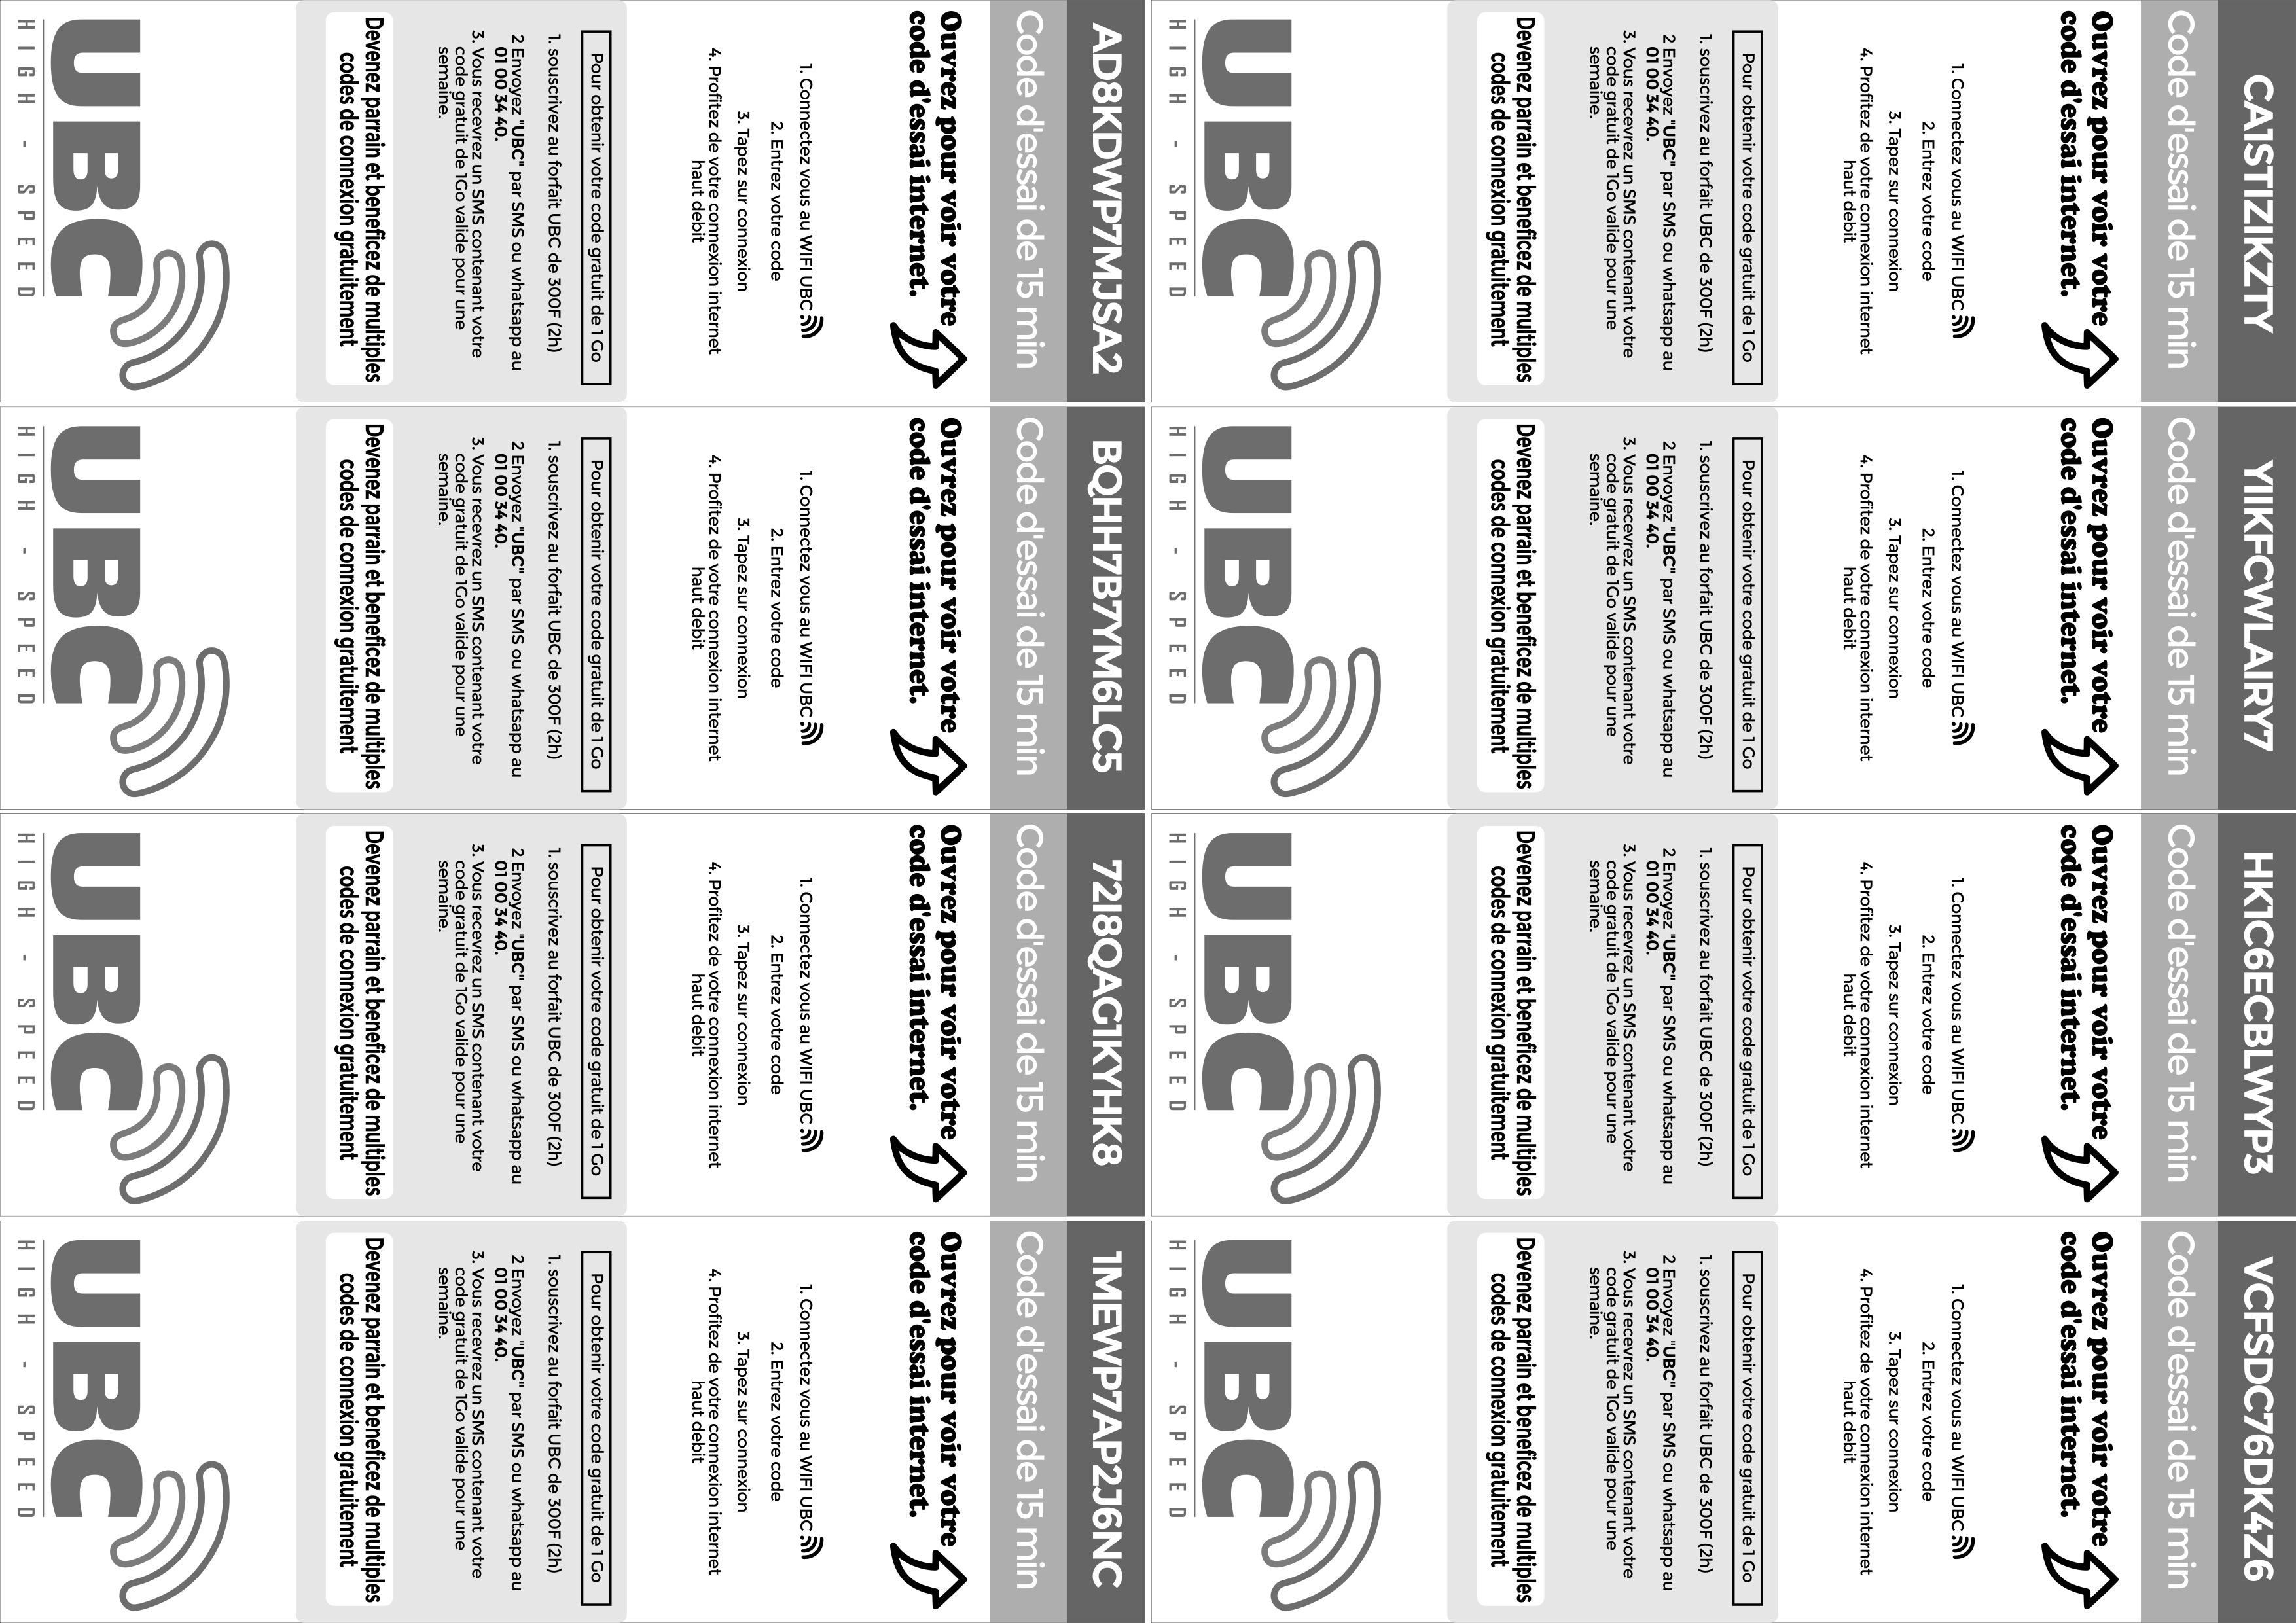 CA1STIZIKZTY
Code d'essai de 15 min
Ouvrez pour voir votre
code d'essai internet.
1. Connectez vous au WIFI UBC
2. Entrez votre code
3. Tapez sur connexion
4. Profitez de votre connexion internet
haut debit
Pour obtenir votre code gratuit de 1 Go
1. souscrivez au forfait UBC de 300F (2h)
2 Envoyez "UBC" par SMS ou whatsapp au
01 00 34 40.
3. Vous recevrez un SMS contenant votre
code gratuit de 1Go valide pour une
semaine.
Devenez parrain et beneficez de multiples
codes de connexion gratuitement
UBC
HIGH - SPEED
YIIKFCWLAIRY7
Code d'essai de 15 min
Ouvrez pour voir votre
code d'essai internet.
1. Connectez vous au WIFI UBC
2. Entrez votre code
3. Tapez sur connexion
4. Profitez de votre connexion internet
haut debit
Pour obtenir votre code gratuit de 1 Go
1. souscrivez au forfait UBC de 300F (2h)
2 Envoyez "UBC" par SMS ou whatsapp au
01 00 34 40.
3. Vous recevrez un SMS contenant votre
code gratuit de 1Go valide pour une
semaine.
Devenez parrain et beneficez de multiples
codes de connexion gratuitement
UBC
HIGH - SPEED
HK1C6ECBLWYP3
Code d'essai de 15 min
Ouvrez pour voir votre
code d'essai internet.
1. Connectez vous au WIFI UBC
2. Entrez votre code
3. Tapez sur connexion
4. Profitez de votre connexion internet
haut debit
Pour obtenir votre code gratuit de 1 Go
1. souscrivez au forfait UBC de 300F (2h)
2 Envoyez "UBC" par SMS ou whatsapp au
01 00 34 40.
3. Vous recevrez un SMS contenant votre
code gratuit de 1Go valide pour une
semaine.
Devenez parrain et beneficez de multiples
codes de connexion gratuitement
UBC
HIGH - SPEED
VCFSDC76DK4Z6
Code d'essai de 15 min
Ouvrez pour voir votre
code d'essai internet.
1. Connectez vous au WIFI UBC
2. Entrez votre code
3. Tapez sur connexion
4. Profitez de votre connexion internet
haut debit
Pour obtenir votre code gratuit de 1 Go
1. souscrivez au forfait UBC de 300F (2h)
2 Envoyez "UBC" par SMS ou whatsapp au
01 00 34 40.
3. Vous recevrez un SMS contenant votre
code gratuit de 1Go valide pour une
semaine.
Devenez parrain et beneficez de multiples
codes de connexion gratuitement
UBC
HIGH - SPEED
AD8KDWP7MJSA2
Code d'essai de 15 min
Ouvrez pour voir votre
code d'essai internet.
1. Connectez vous au WIFI UBC
2. Entrez votre code
3. Tapez sur connexion
4. Profitez de votre connexion internet
haut debit
Pour obtenir votre code gratuit de 1 Go
1. souscrivez au forfait UBC de 300F (2h)
2 Envoyez "UBC" par SMS ou whatsapp au
01 00 34 40.
3. Vous recevrez un SMS contenant votre
code gratuit de 1Go valide pour une
semaine.
Devenez parrain et beneficez de multiples
codes de connexion gratuitement
UBC
HIGH - SPEED
BQHH7B7YM6LC5
Code d'essai de 15 min
Ouvrez pour voir votre
code d'essai internet.
1. Connectez vous au WIFI UBC
2. Entrez votre code
3. Tapez sur connexion
4. Profitez de votre connexion internet
haut debit
Pour obtenir votre code gratuit de 1 Go
1. souscrivez au forfait UBC de 300F (2h)
2 Envoyez "UBC" par SMS ou whatsapp au
01 00 34 40.
3. Vous recevrez un SMS contenant votre
code gratuit de 1Go valide pour une
semaine.
Devenez parrain et beneficez de multiples
codes de connexion gratuitement
UBC
HIGH - SPEED
72I8QAG1KYHK8
Code d'essai de 15 min
Ouvrez pour voir votre
code d'essai internet.
1. Connectez vous au WIFI UBC
2. Entrez votre code
3. Tapez sur connexion
4. Profitez de votre connexion internet
haut debit
Pour obtenir votre code gratuit de 1 Go
1. souscrivez au forfait UBC de 300F (2h)
2 Envoyez "UBC" par SMS ou whatsapp au
01 00 34 40.
3. Vous recevrez un SMS contenant votre
code gratuit de 1Go valide pour une
semaine.
Devenez parrain et beneficez de multiples
codes de connexion gratuitement
UBC
HIGH - SPEED
1MEWP7AP2J6NC
Code d'essai de 15 min
Ouvrez pour voir votre
code d'essai internet.
1. Connectez vous au WIFI UBC
2. Entrez votre code
3. Tapez sur connexion
4. Profitez de votre connexion internet
haut debit
Pour obtenir votre code gratuit de 1 Go
1. souscrivez au forfait UBC de 300F (2h)
2 Envoyez "UBC" par SMS ou whatsapp au
01 00 34 40.
3. Vous recevrez un SMS contenant votre
code gratuit de 1Go valide pour une
semaine.
Devenez parrain et beneficez de multiples
codes de connexion gratuitement
UBC
HIGH - SPEED